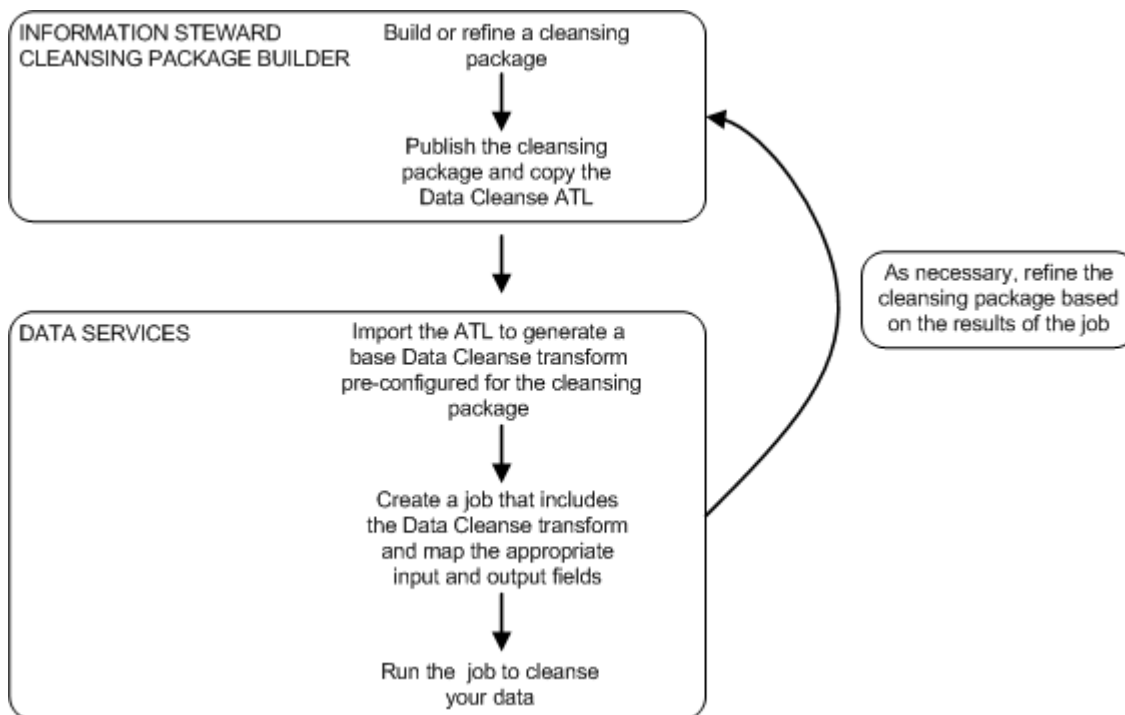 INFORMATION STEWARD
CLEANSING PACKAGE BUILDER
Build or refine a cleansing
package
Publish the cleansing
package and copy the
Data Cleanse ATL
As necessary, refine the
cleansing package based
on the results of the job
DATA SERVICES
Import the ATL to generate a
base Data Cleanse transform
pre-configured for the cleansing
package
Create a job that includes
the Data Cleanse transform
and map the appropriate
input and output fields
Run the job to cleanse
your data